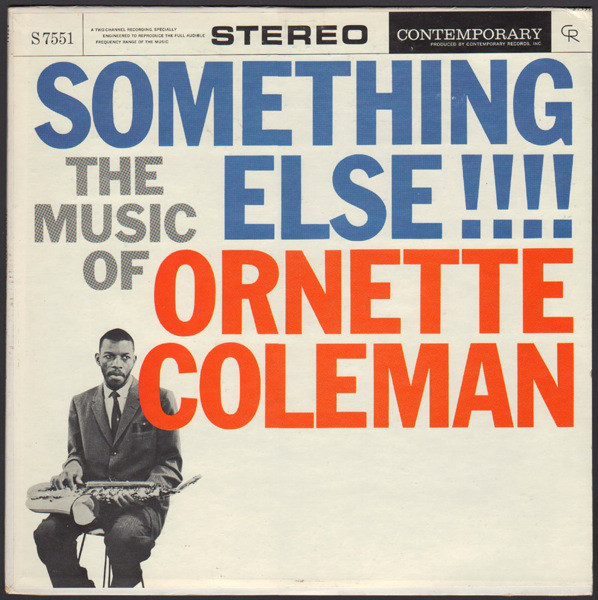 S7551
A TWO-CHANNEL RECORDING, SPECIALLY
ENGINEERED TO REPRODUCE THE FULL AUDIBLE
FREQUENCY RANGE OF THE MUSIC
STEREO
CONTEMPORARY
PRODUCED BY CONTEMPORARY RECORDS, INC.
CR
SOMETHING
ELSE!!!!
THE
MUSIC
OF
ORNETTE
COLEMAN